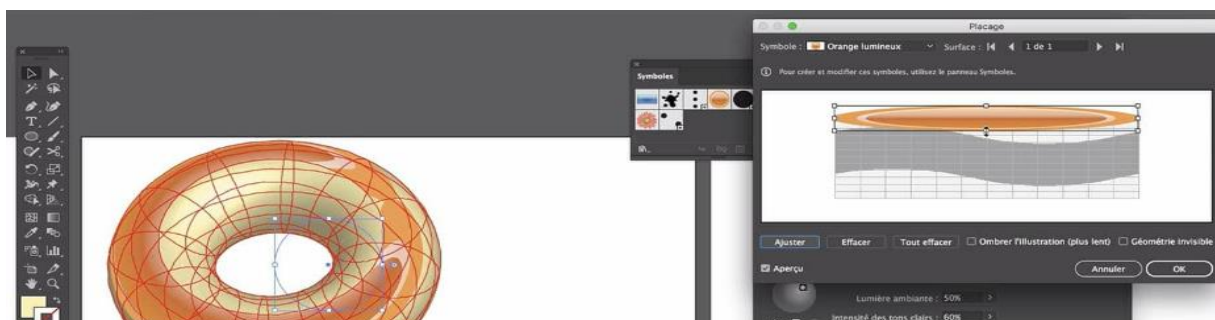 Placage
Symbole : Orange lumineux
Surface : 1 de 1
Pour créer et modifier ces symboles, utilisez le panneau Symboles.
Symboles
Ajuster
Effacer
Tout effacer
Ombrer l'illustration (plus lent)
Géométrie invisible
Aperçu
Annuler
OK
Lumière ambiante : 50%
Intensité des tons clairs : 60%